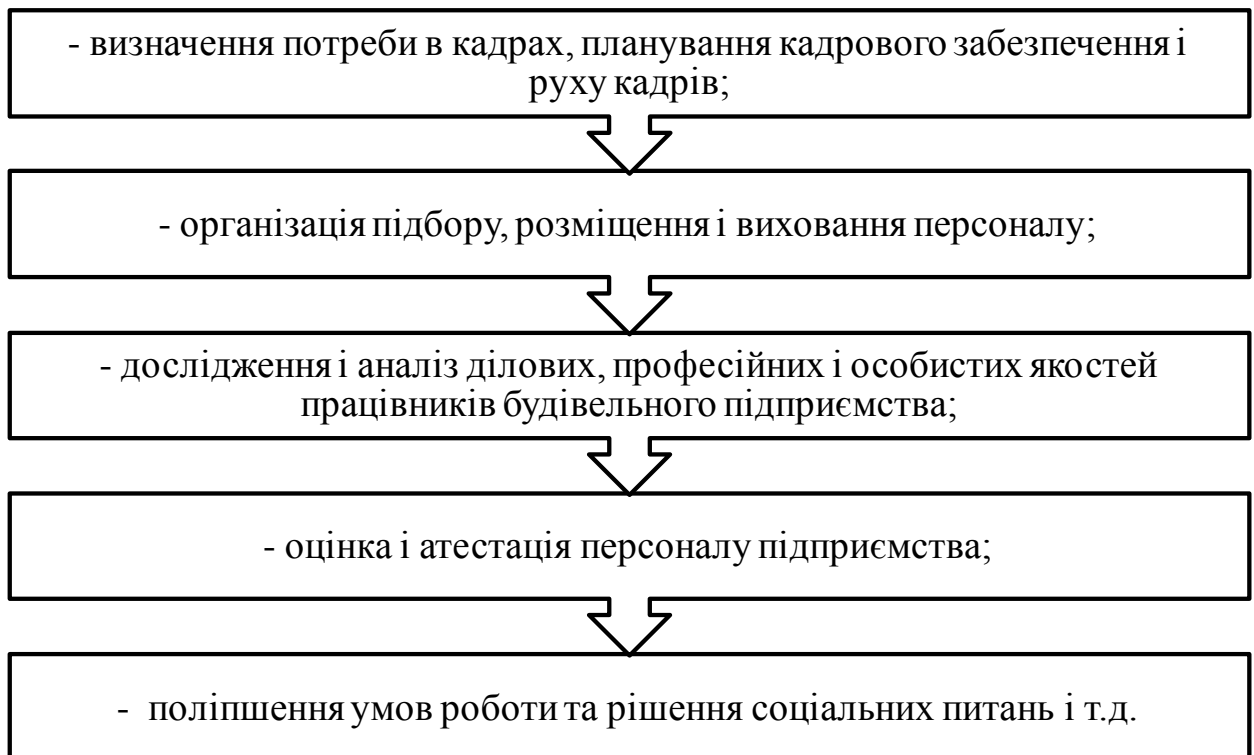 - визначення потреби в кадрах, планування кадрового забезпечення і
руху кадрів;
- організація підбору, розміщення і виховання персоналу;
- дослідження і аналіз ділових, професійних і особистих якостей
працівників будівельного підприємства;
- оцінка і атестація персоналу підприємства;
- поліпшення умов роботи та рішення соціальних питань і т.д.